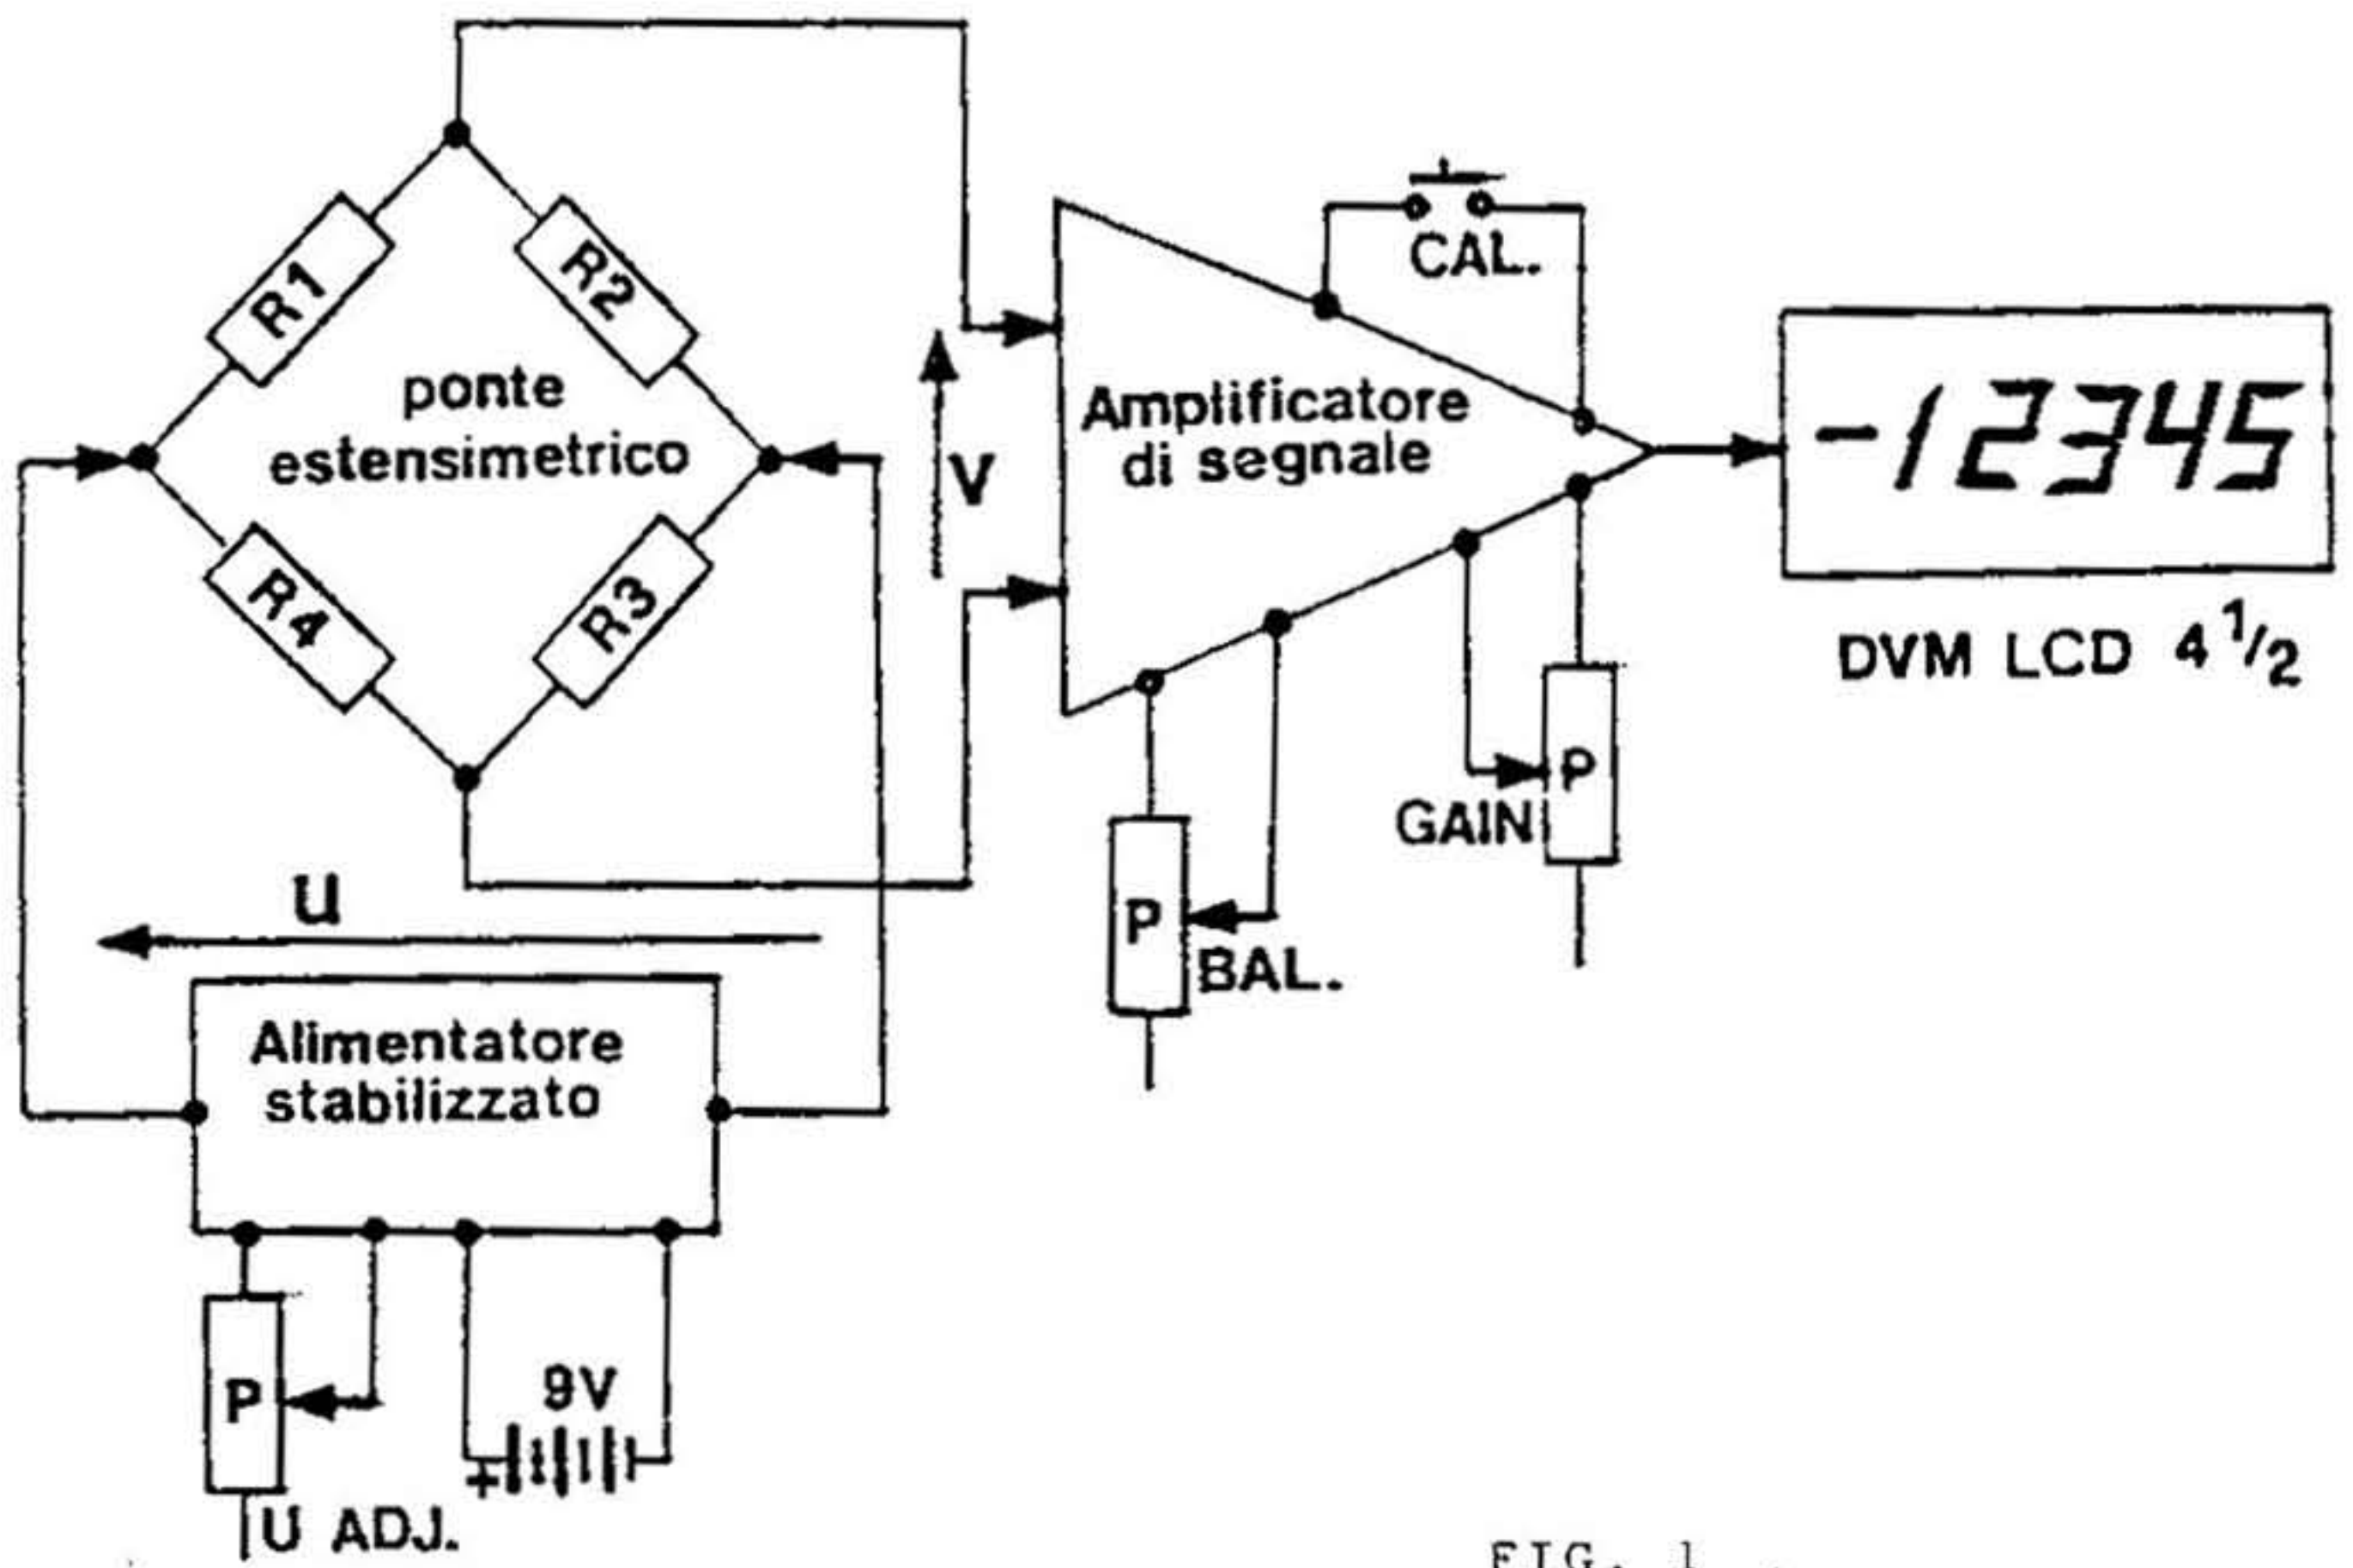 R1
R2
ponte
estensimetrico
R4
R3
V
CAL.
Amplificatore
di segnale
-12345
DVM LCD 4 1/2
P
GAIN
P
BAL.
u
Alimentatore
stabilizzato
P
9V
+
U ADJ.
FIG. 1